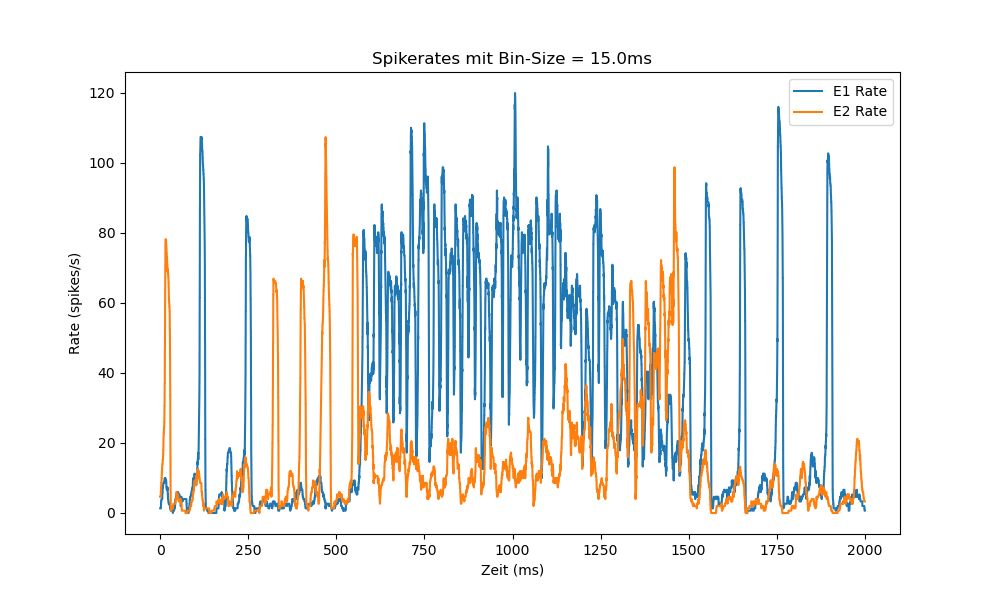 Spikerates mit Bin-Size = 15.0ms
E1 Rate
E2 Rate
Rate (spikes/s)
120
100
80
60
40
20
0
0 250 500 750 1000 1250 1500 1750 2000
Zeit (ms)